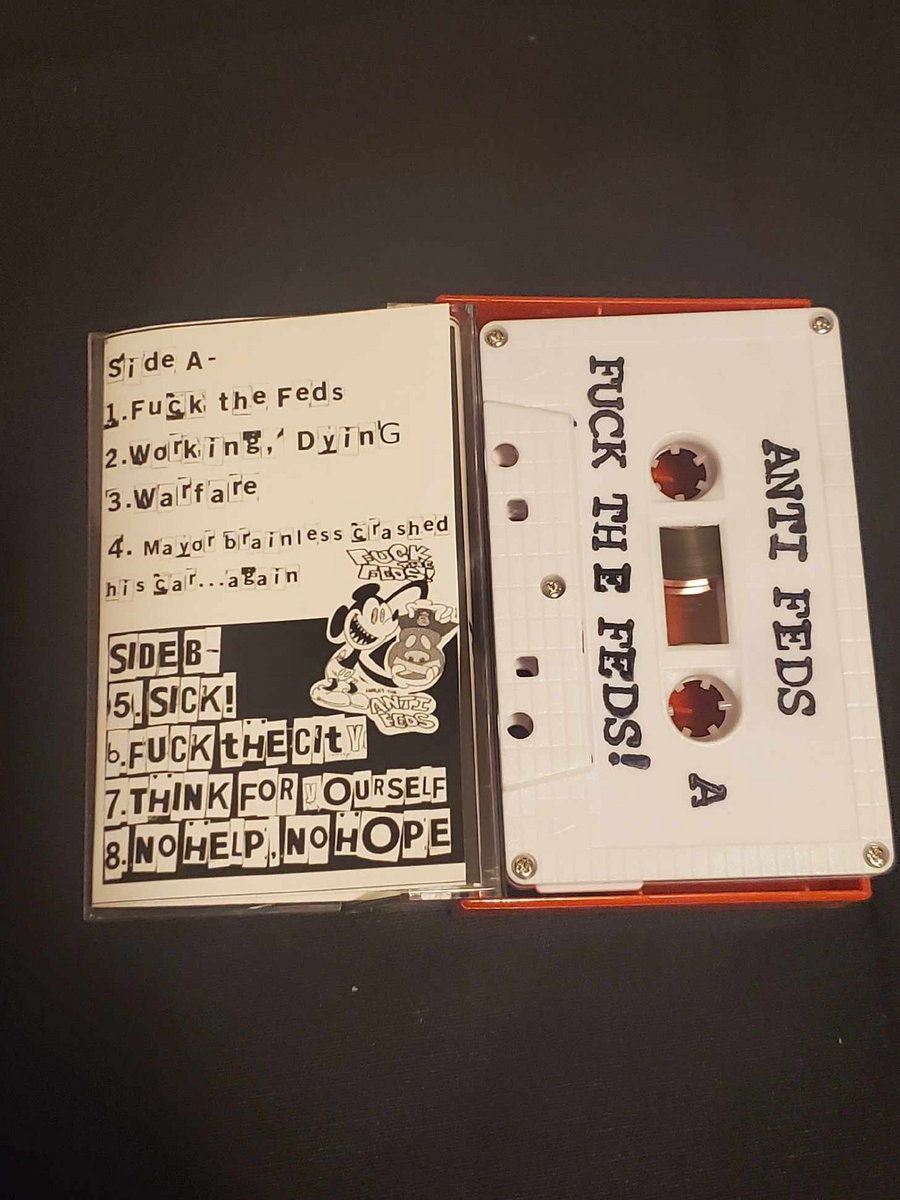 Side A-
1.Fuck the Feds
2.Working,' DyinG
3.Warfare
4. Mayor brainless crashed
his car...again
FUCK
THE
FEDS!
ANTI
FEDS
SIDE B-
5. SICK!
6.FUCK tHE CItY
7.THINK FOR yOURSELF
8.NO HELP, NO HOPE
ANTI FEDS
FUCK THE FEDS!
A